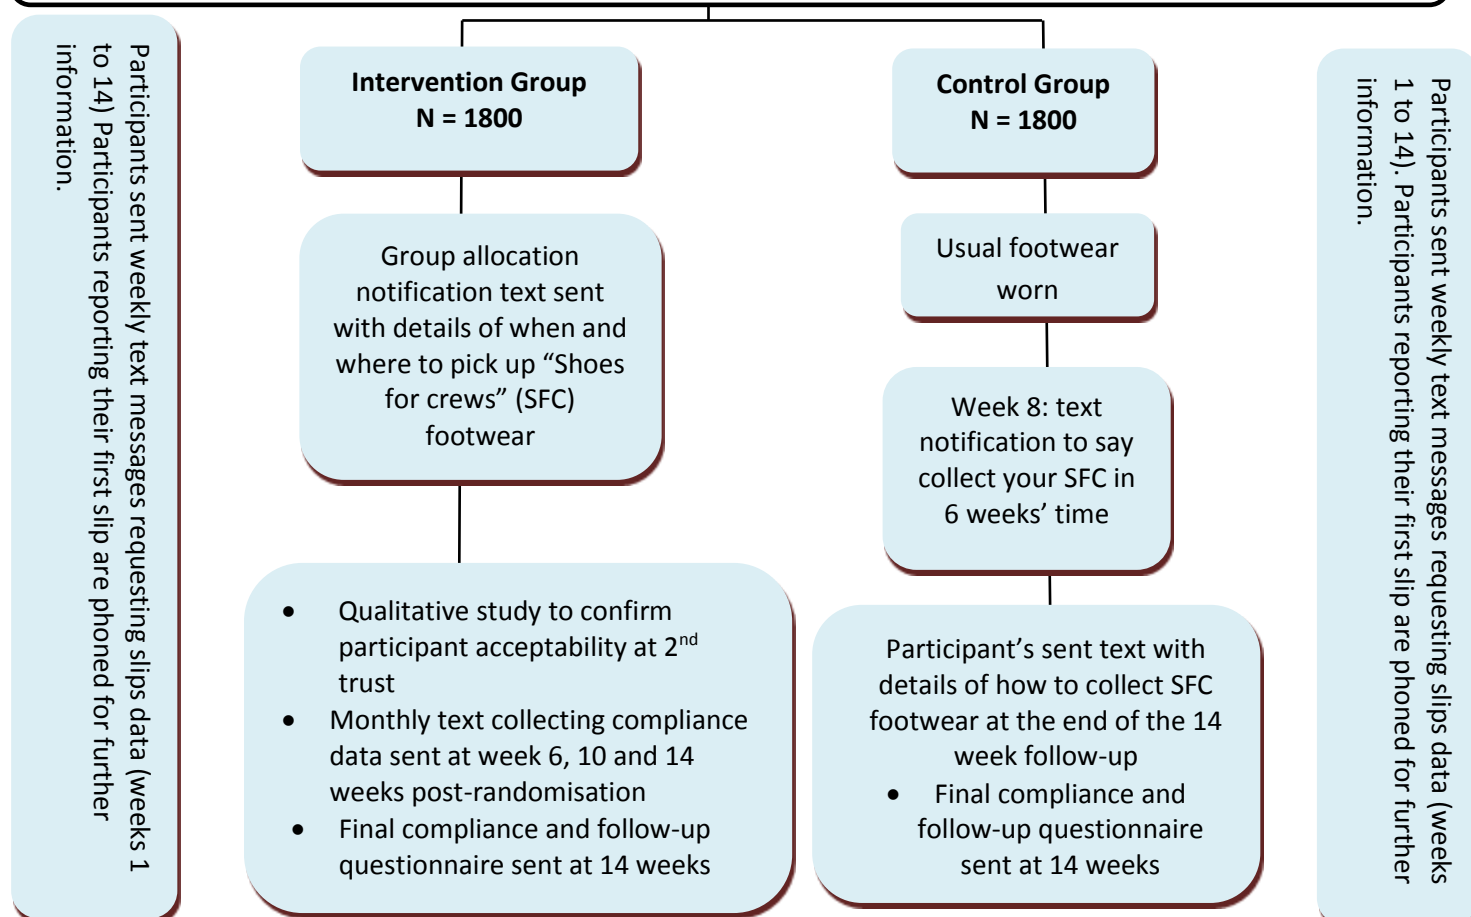 Participants sent weekly text messages requesting slips data (weeks 1
to 14) Participants reporting their first slip are phoned for further
information.
Intervention Group
N = 1800
Group allocation
notification text sent
with details of when and
where to pick up “Shoes
for crews” (SFC)
footwear
• Qualitative study to confirm
participant acceptability at 2nd
trust
• Monthly text collecting compliance
data sent at week 6, 10 and 14
weeks post-randomisation
• Final compliance and follow-up
questionnaire sent at 14 weeks
Control Group
N = 1800
Usual footwear
worn
Week 8: text
notification to say
collect your SFC in
6 weeks’ time
Participant’s sent text with
details of how to collect SFC
footwear at the end of the 14
week follow-up
• Final compliance and
follow-up questionnaire
sent at 14 weeks
Participants sent weekly text messages requesting slips data (weeks
1 to 14). Participants reporting their first slip are phoned for further
information.